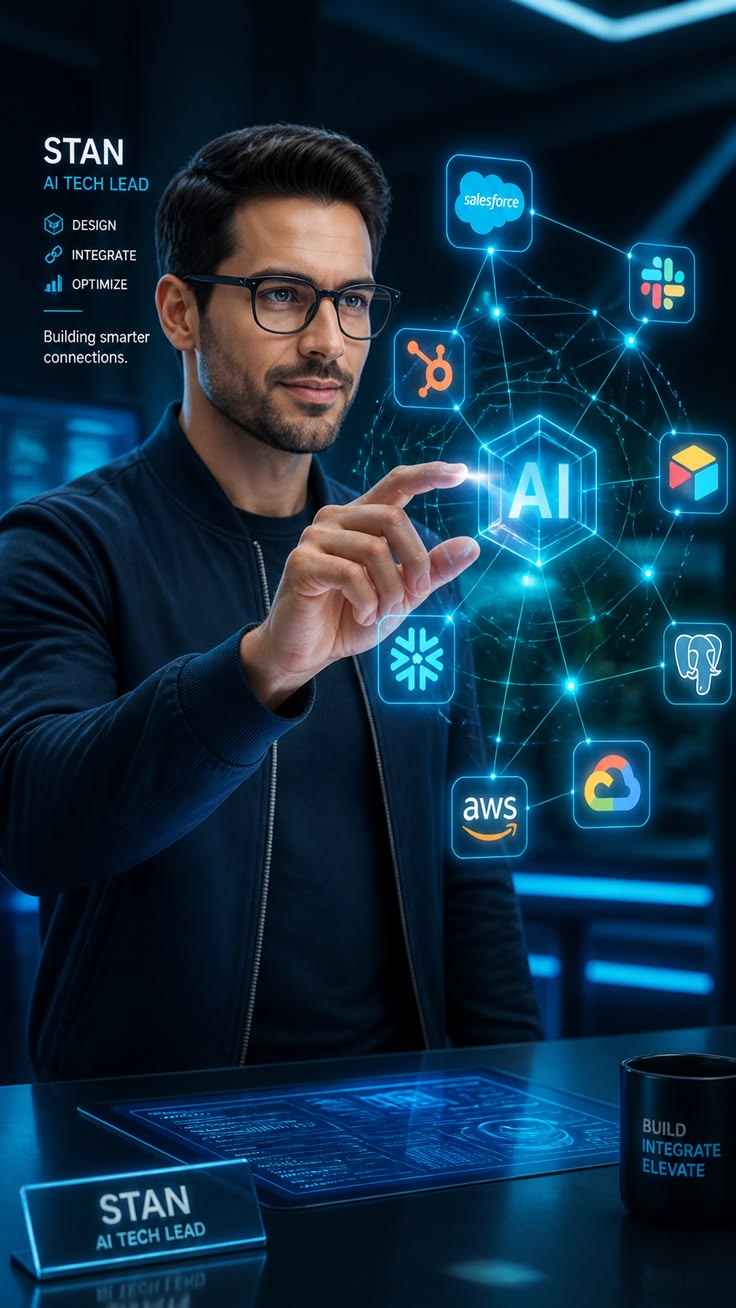 STAN
AI TECH LEAD
DESIGN
INTEGRATE
OPTIMIZE
Building smarter
connections.
salesforce
AI
aws
BUILD
INTEGRATE
ELEVATE
STAN
AI TECH LEAD